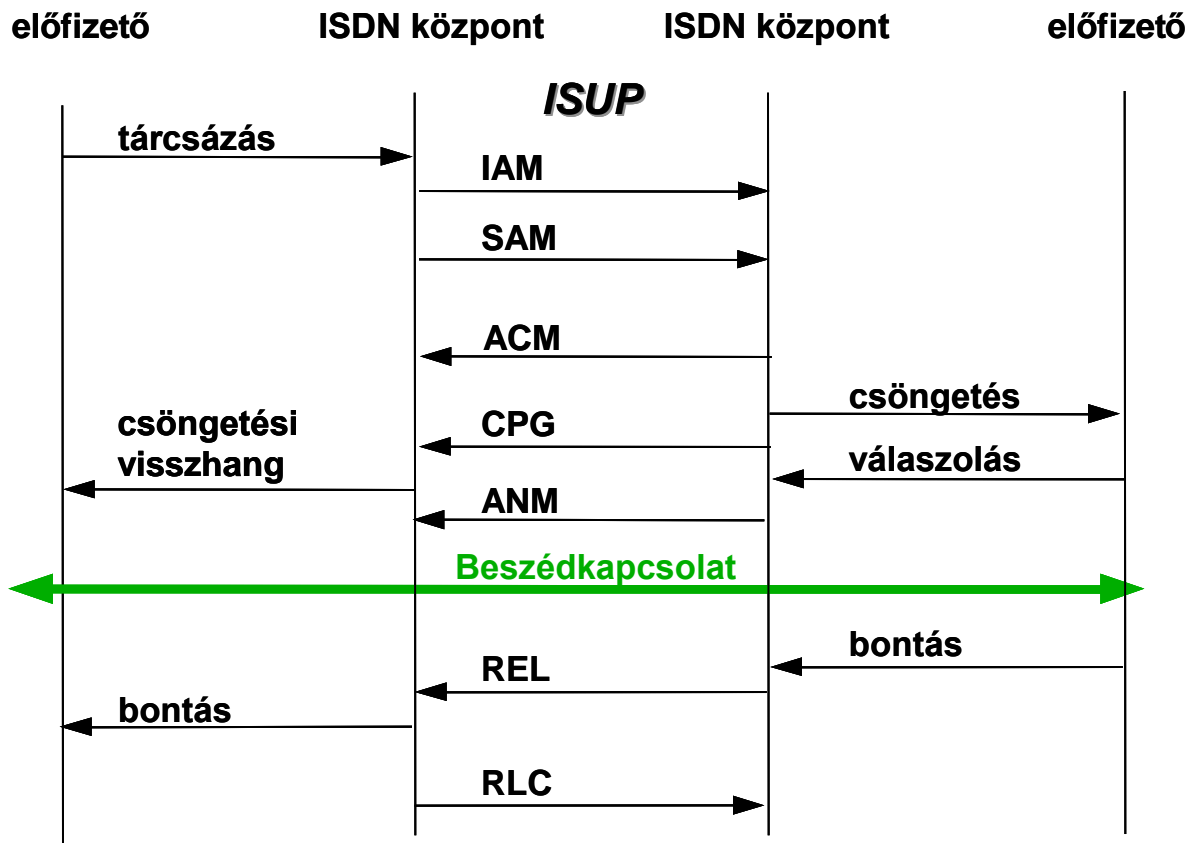 előfizető ISDN központ ISDN központ előfizető
ISUP
tárcsázás
IAM
SAM
ACM
csöngetés
csöngetési
visszhang
CPG
válaszolás
ANM
Beszédkapcsolat
bontás
REL
bontás
RLC